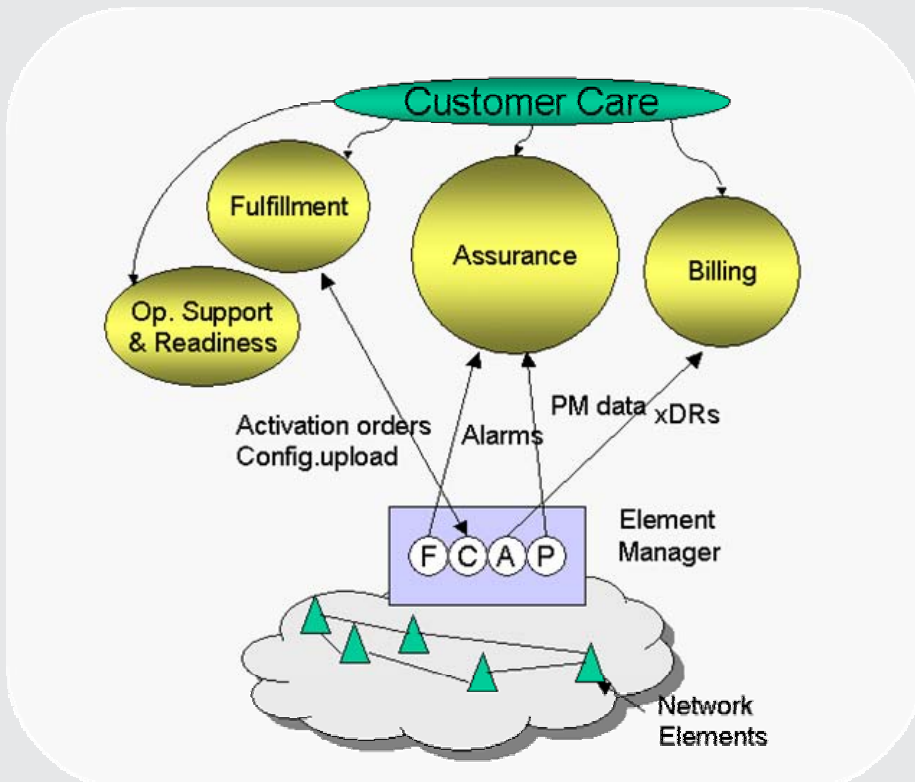 Customer Care
Fulfillment
Assurance
Billing
Op. Support
& Readiness
PM data
xDRs
Activation orders
Config.upload
Alarms
Element
Manager
F C A P
Network
Elements